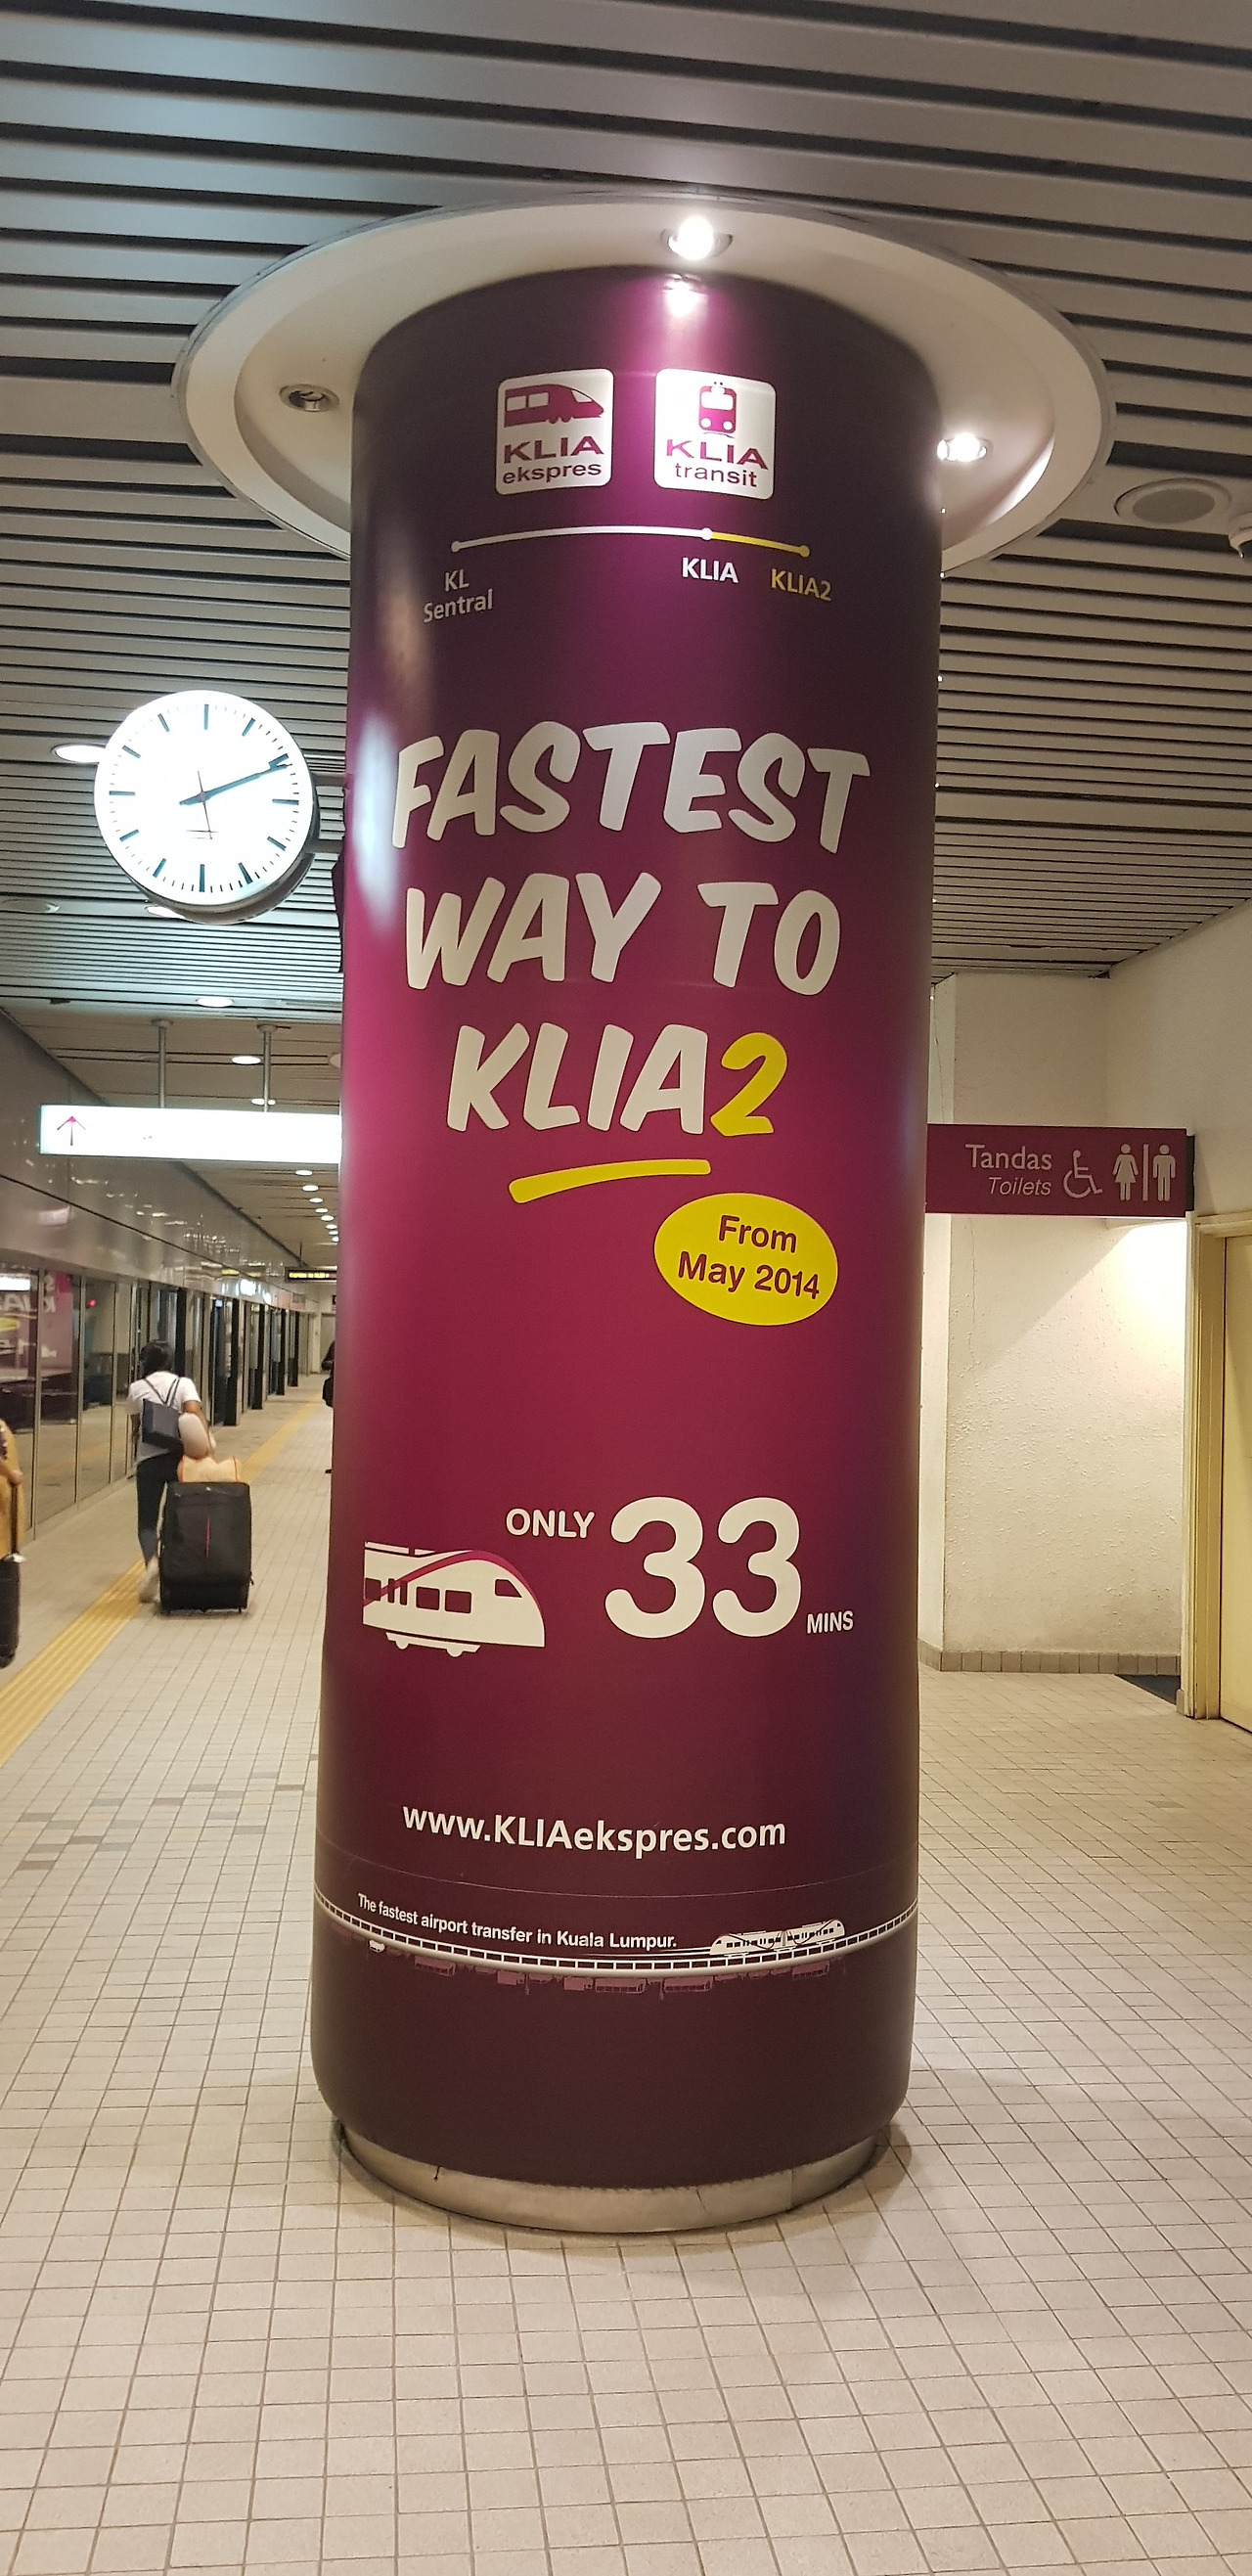 KLIA
ekspres
KLIA
transit
KL
Sentral
KLIA
KLIA2
FASTEST
WAY TO
KLIA2
From
May 2014
Tandas
Toilets
ONLY 33 MINS
www.KLIAekspres.com
The fastest airport transfer in Kuala Lumpur.